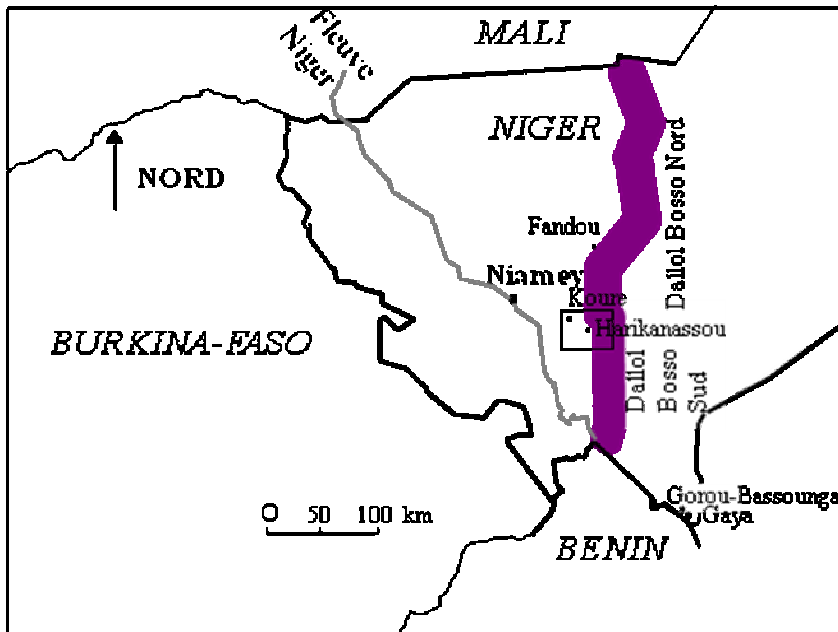 MALI
Fleuve
Niger
NIGER
NORD
Dallol Bosso Nord
Fandou
Niamey
Koure
Harikanassou
BURKINA-FASO
Dallol
Bosso
Sud
Gorou-Bassounga
Gaya
0 50 100 km
BENIN